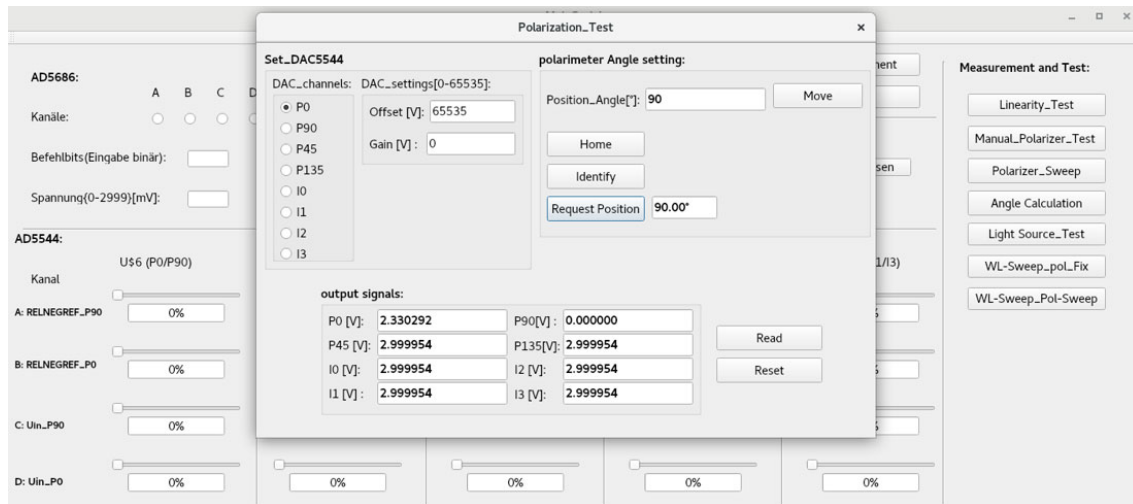 Polarization_Test
AD5686:
A B C D
Kanäle:
Befehlbits(Eingabe binär):
Spannung{0-2999}[mV]:
AD5544:
U$6 (P0/P90)
Kanal
A: RELNEGREF_P90 0%
B: RELNEGREF_P0 0%
C: Uin_P90 0%
D: Uin_P0 0% 0% 0% 0% 0%
Set_DAC5544
DAC_channels: DAC_settings[0-65535]:
P0
P90
P45
P135
I0
I1
I2
I3
Offset [V]: 65535
Gain [V] : 0
polarimeter Angle setting:
Position_Angle[°]: 90 Move
Home
Identify
Request Position 90.00°
output signals:
P0 [V]: 2.330292 P90[V] : 0.000000
P45 [V]: 2.999954 P135[V]: 2.999954
I0 [V]: 2.999954 I2 [V]: 2.999954
I1 [V] : 2.999954 I3 [V]: 2.999954
Read
Reset
ment
sen
1/I3)
Measurement and Test:
Linearity_Test
Manual_Polarizer_Test
Polarizer_Sweep
Angle Calculation
Light Source_Test
WL-Sweep_pol_Fix
WL-Sweep_Pol-Sweep